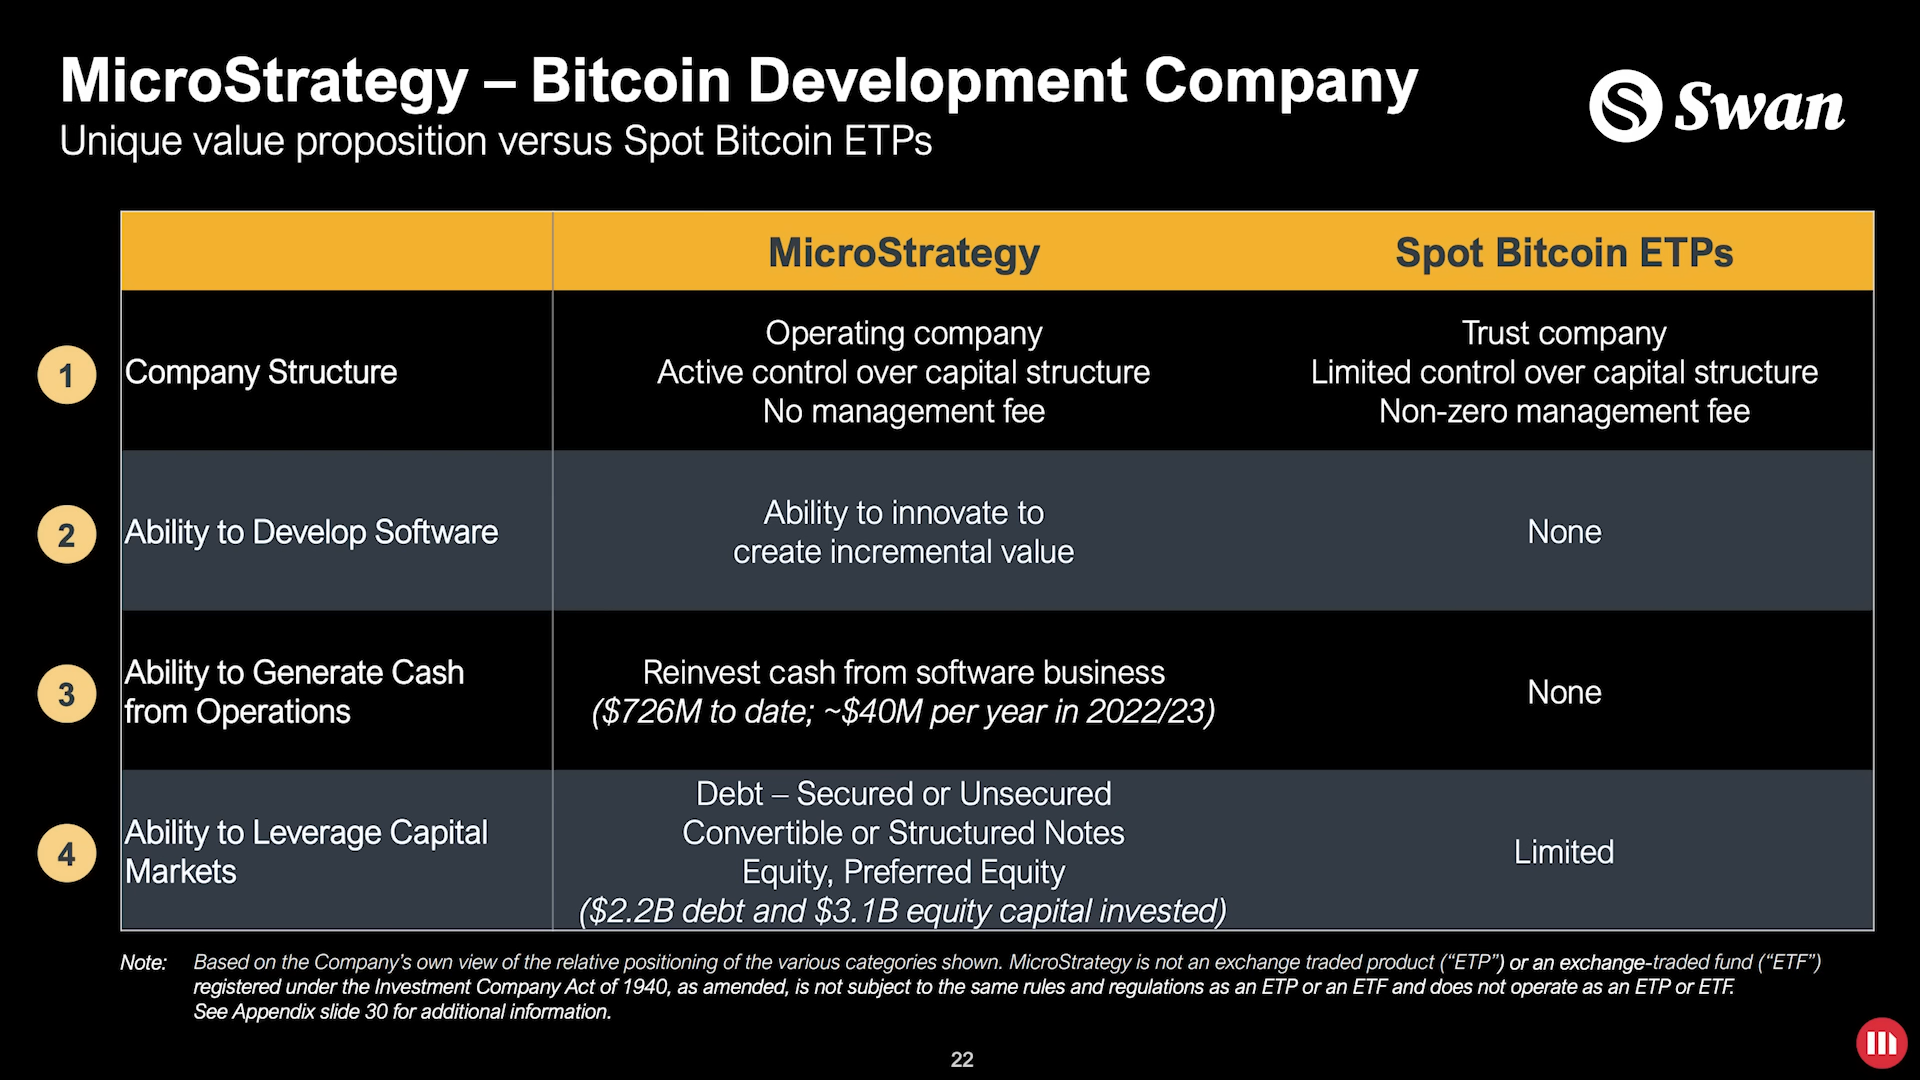 MicroStrategy – Bitcoin Development Company
Unique value proposition versus Spot Bitcoin ETPs
Swan
MicroStrategy
Spot Bitcoin ETPs
1
Company Structure
Operating company
Active control over capital structure
No management fee
Trust company
Limited control over capital structure
Non-zero management fee
2
Ability to Develop Software
Ability to innovate to
create incremental value
None
3
Ability to Generate Cash
from Operations
Reinvest cash from software business
($726M to date; ~$40M per year in 2022/23)
None
4
Ability to Leverage Capital
Markets
Debt – Secured or Unsecured
Convertible or Structured Notes
Equity, Preferred Equity
($2.2B debt and $3.1B equity capital invested)
Limited
Note: Based on the Company’s own view of the relative positioning of the various categories shown. MicroStrategy is not an exchange traded product (“ETP”) or an exchange-traded fund (“ETF”)
registered under the Investment Company Act of 1940, as amended, is not subject to the same rules and regulations as an ETP or an ETF and does not operate as an ETP or ETF.
See Appendix slide 30 for additional information.
22